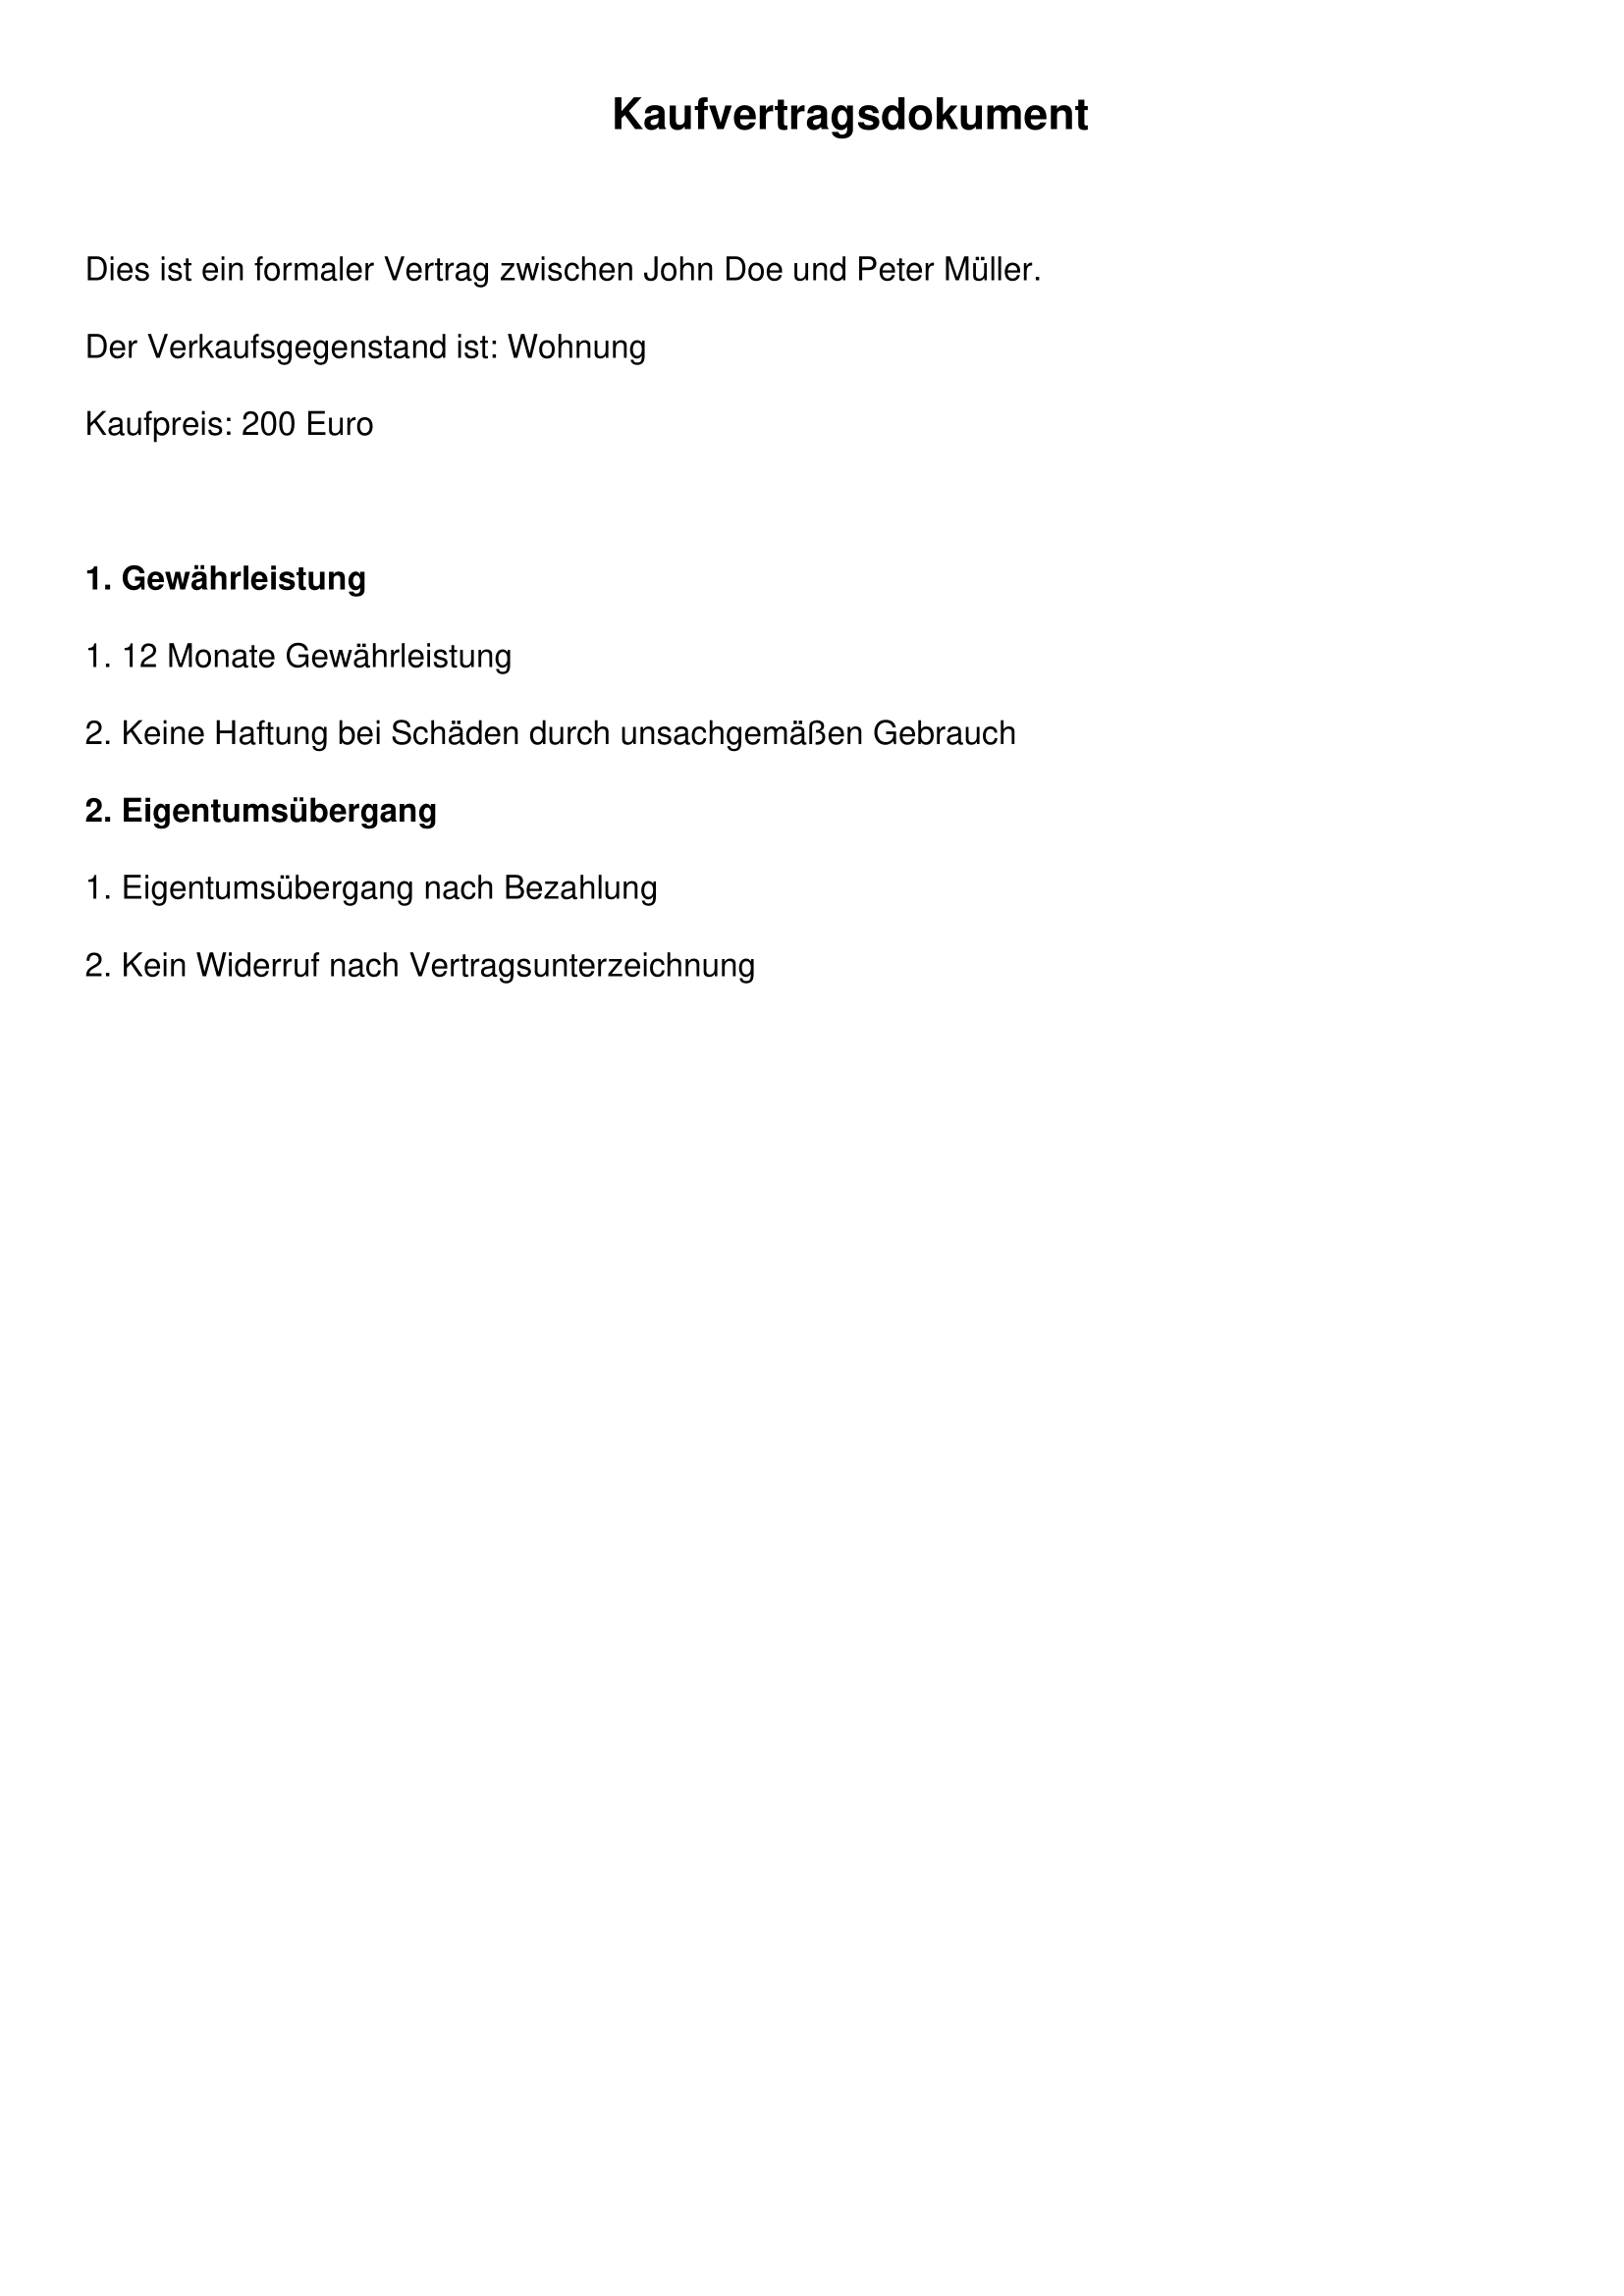 Kaufvertragsdokument
Dies ist ein formaler Vertrag zwischen John Doe und Peter Müller.
Der Verkaufsgegenstand ist: Wohnung
Kaufpreis: 200 Euro
1. Gewährleistung
1. 12 Monate Gewährleistung
2. Keine Haftung bei Schäden durch unsachgemäßen Gebrauch
2. Eigentumsübergang
1. Eigentumsübergang nach Bezahlung
2. Kein Widerruf nach Vertragsunterzeichnung